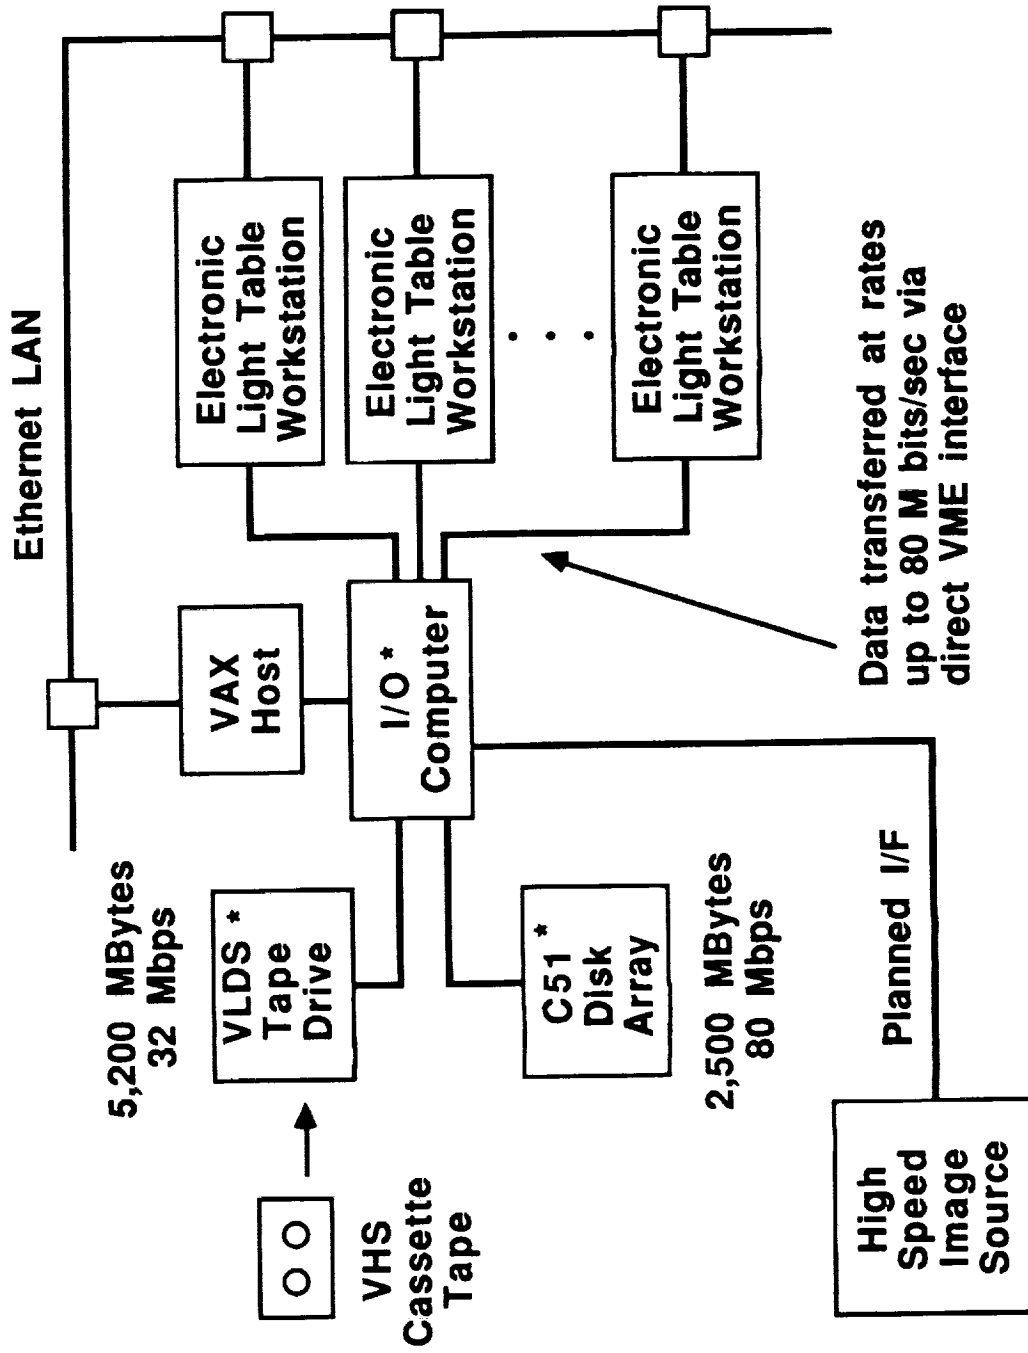 Ethernet LAN
5,200 MBytes
32 Mbps
VHS
Cassette
Tape
VLDS *
Tape
Drive
VAX
Host
Electronic
Light Table
Workstation
I/O *
Computer
Electronic
Light Table
Workstation
. . .
C51 *
Disk
Array
2,500 MBytes
80 Mbps
Electronic
Light Table
Workstation
High
Speed
Image
Source
Planned I/F
Data transferred at rates
up to 80 M bits/sec via
direct VME interface